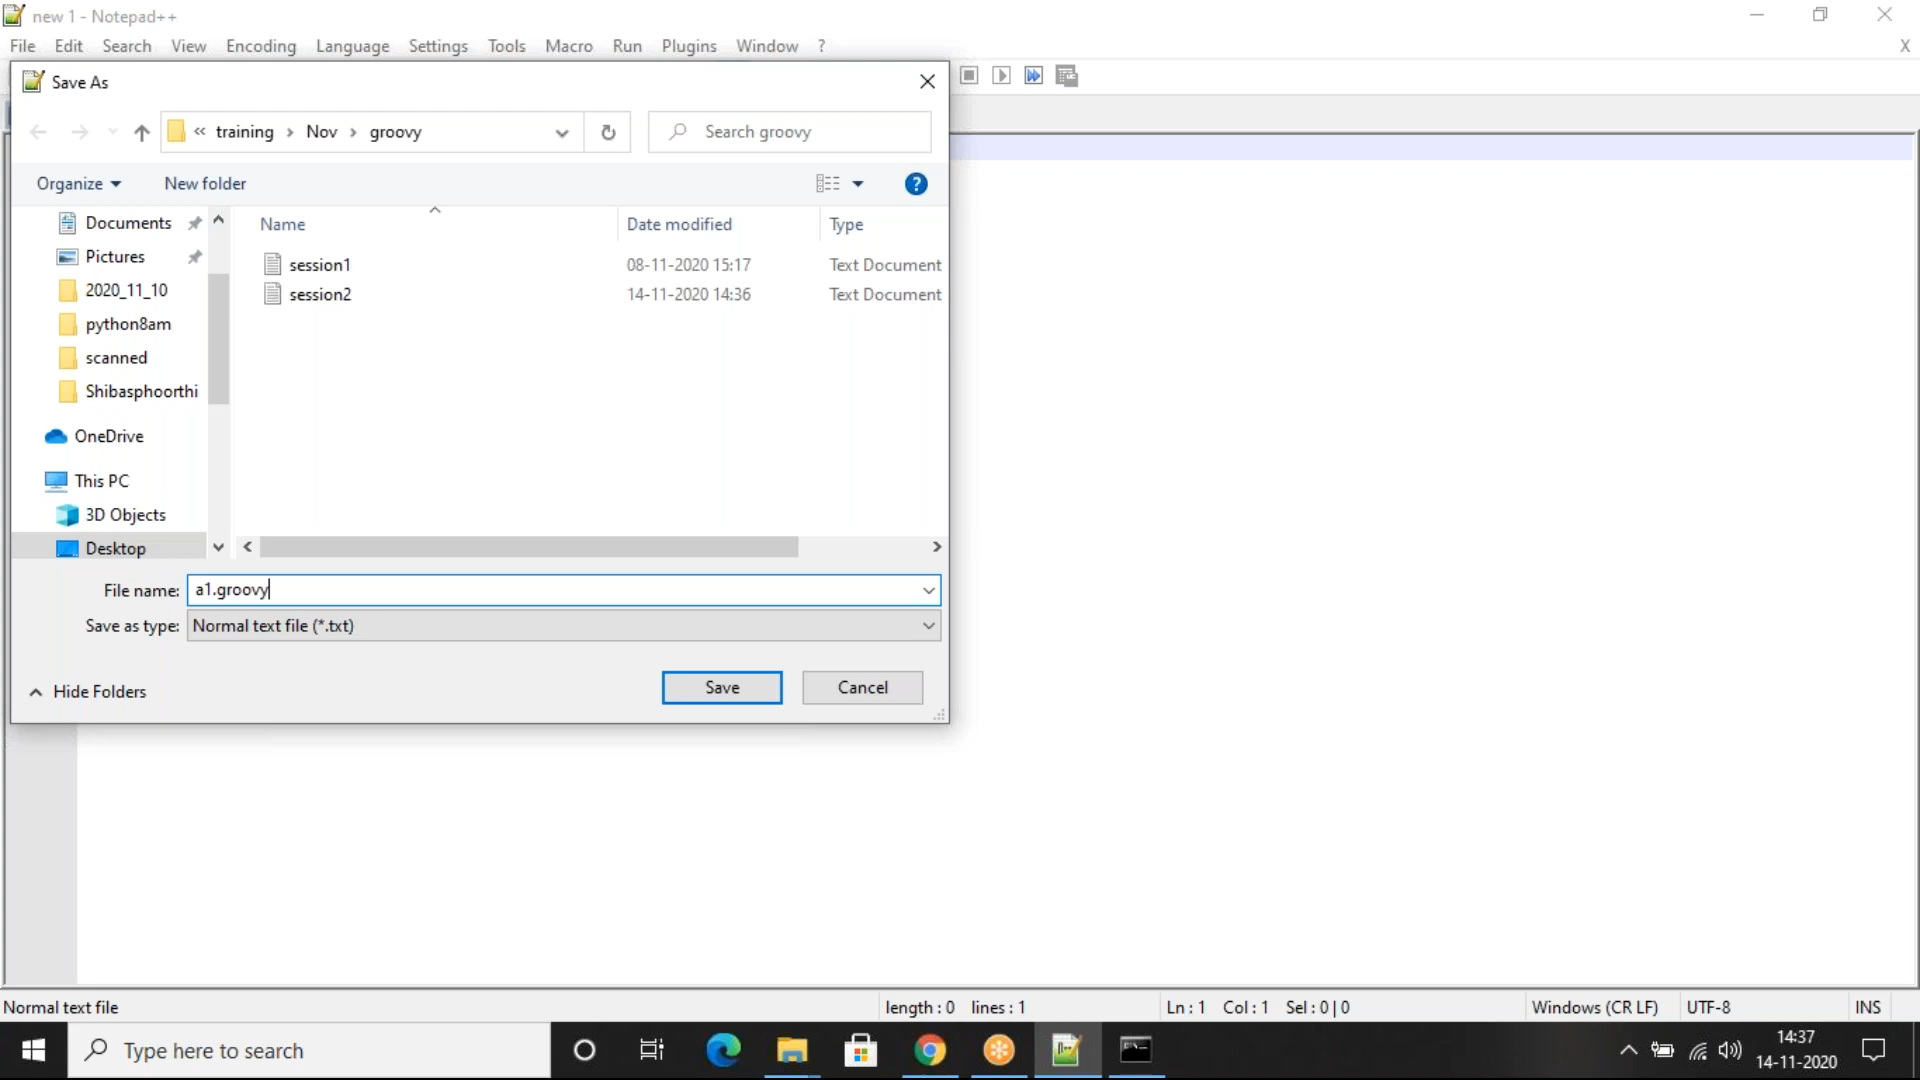 new 1 - Notepad++
File Edit Search View Encoding Language Settings Tools Macro Run Plugins Window ? X
Save As
« training > Nov > groovy
Search groovy
Organize New folder ?
Name Date modified Type
Documents
Pictures
2020_11_10
python8am
scanned
Shibasphoorthi
OneDrive
This PC
3D Objects
Desktop
session1 08-11-2020 15:17 Text Document
session2 14-11-2020 14:36 Text Document
File name: a1.groovy
Save as type: Normal text file (*.txt)
Hide Folders
Save Cancel
Normal text file length : 0 lines : 1 Ln : 1 Col : 1 Sel : 0 | 0 Windows (CR LF) UTF-8 INS
Type here to search
14:37
14-11-2020